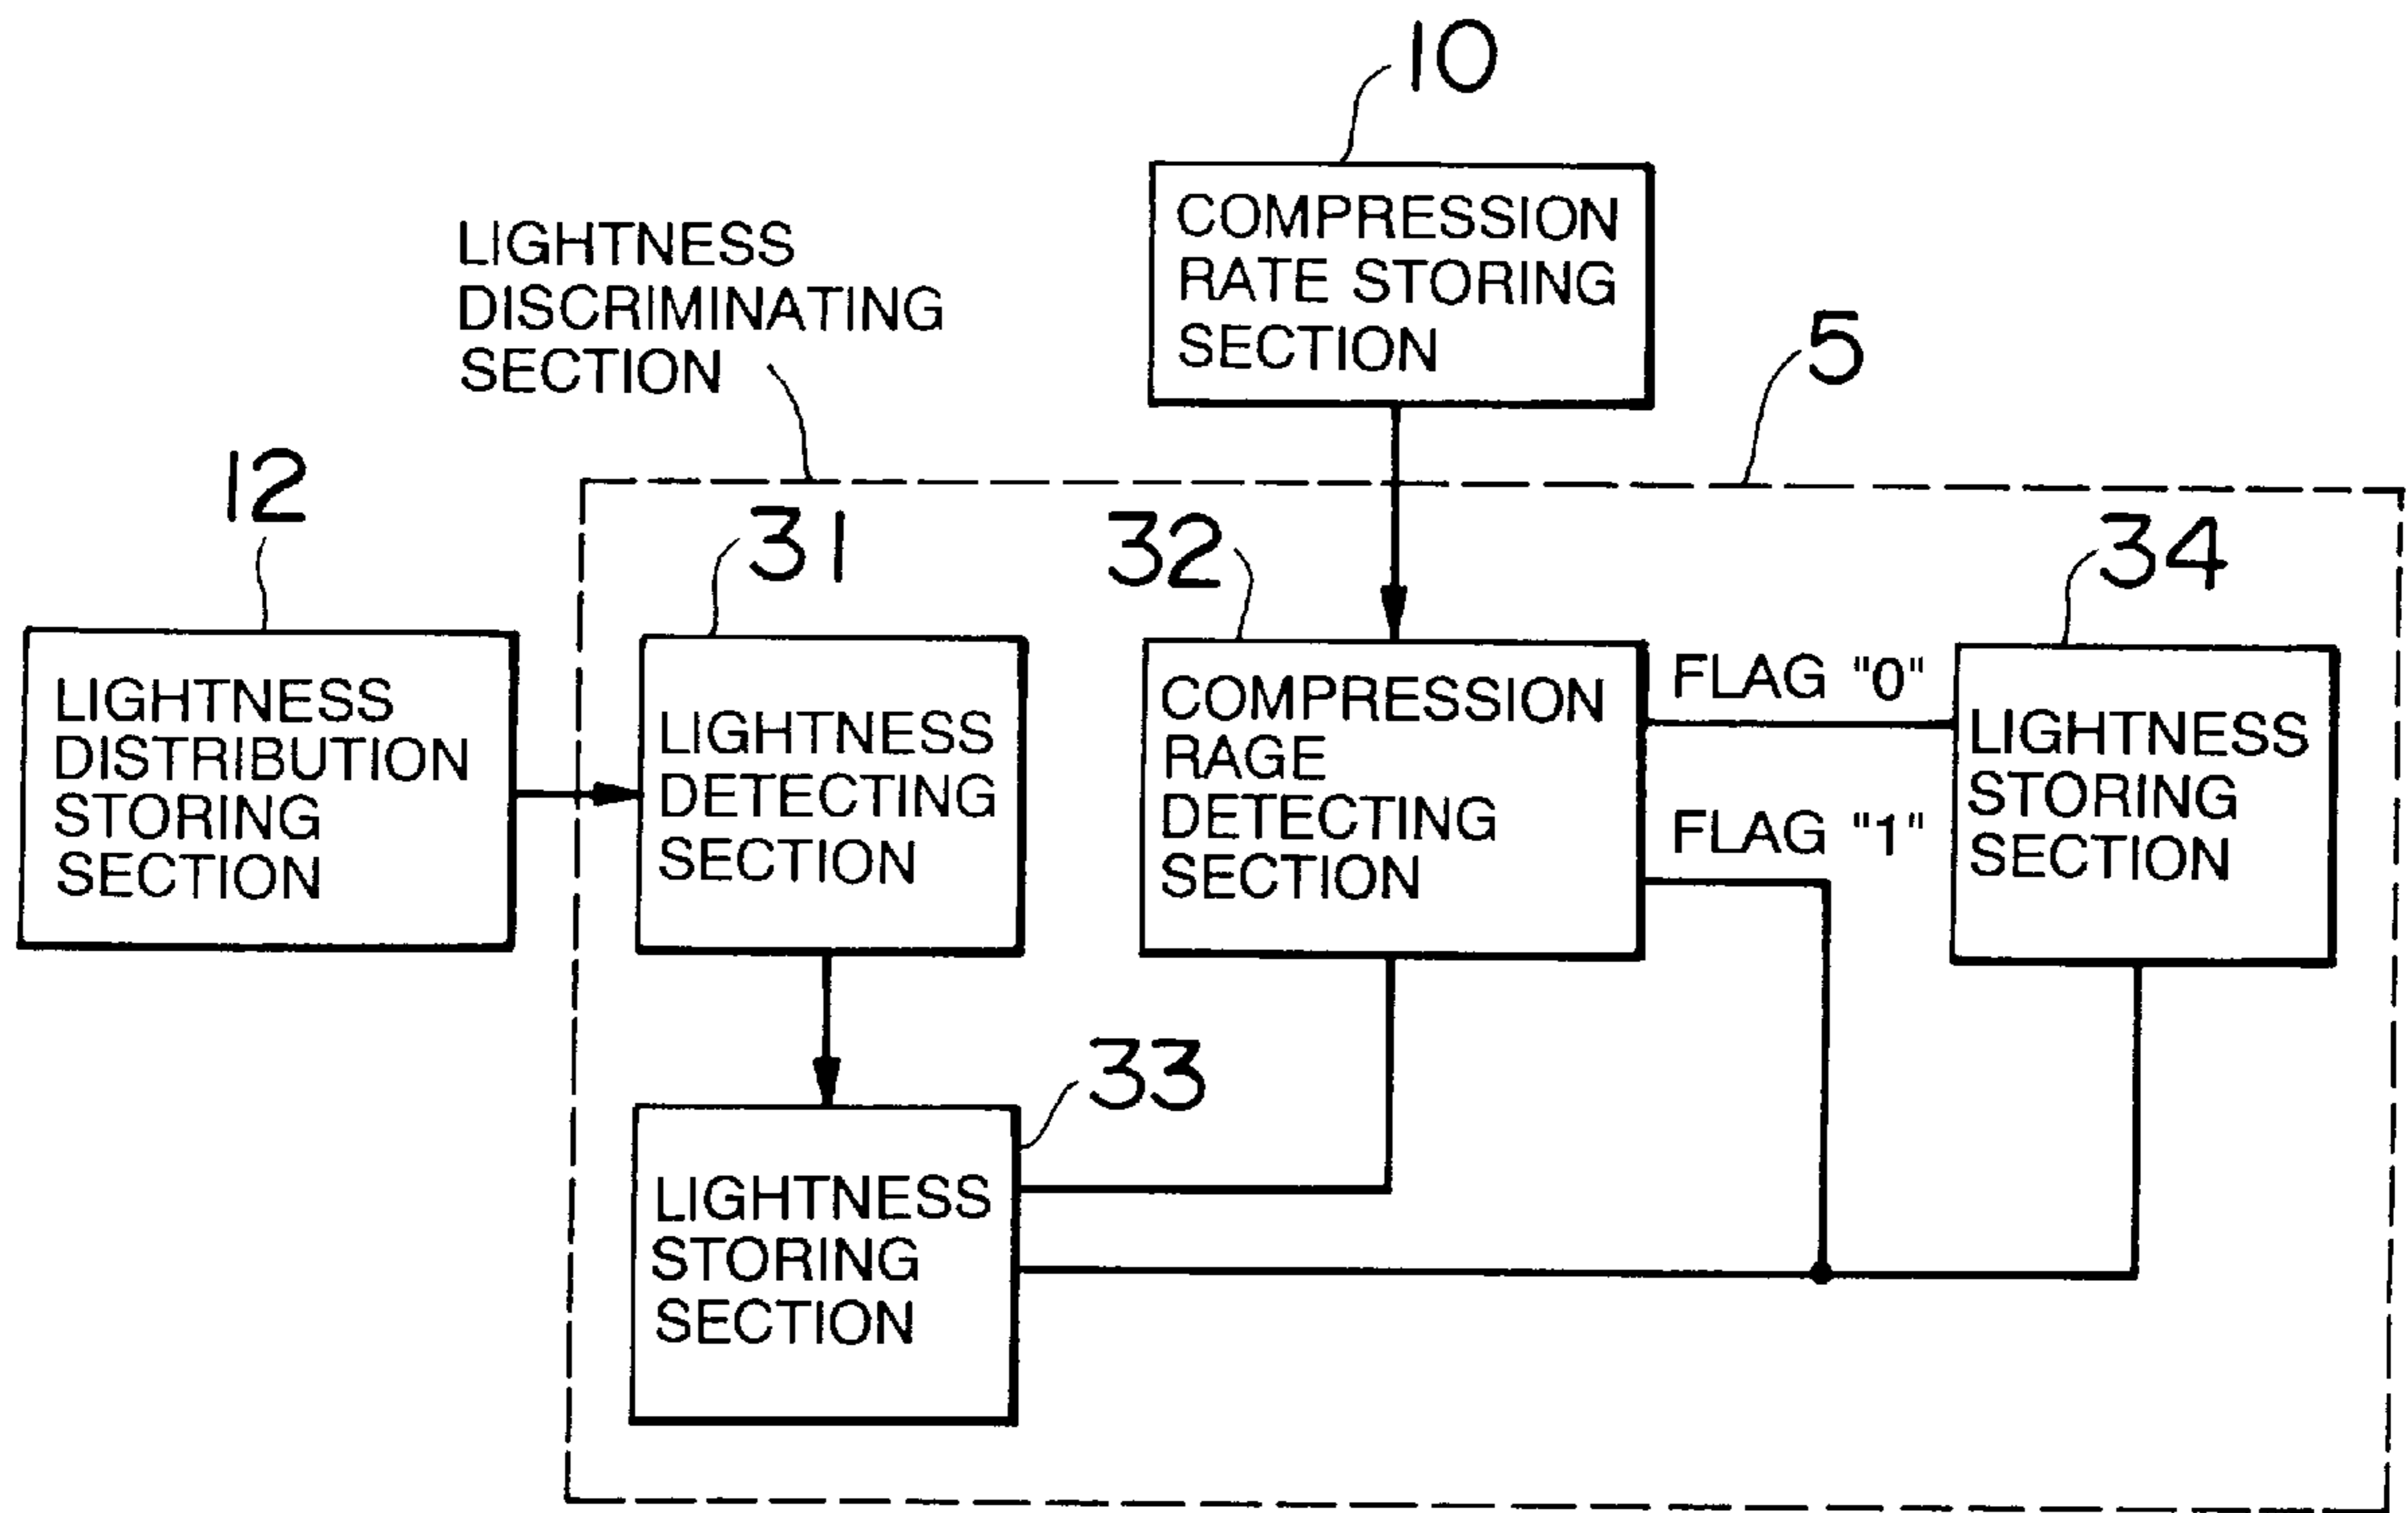 10
COMPRESSION
RATE STORING
SECTION
LIGHTNESS
DISCRIMINATING
SECTION
5
12
LIGHTNESS
DISTRIBUTION
STORING
SECTION
31
LIGHTNESS
DETECTING
SECTION
32
COMPRESSION
RAGE
DETECTING
SECTION
FLAG "0"
FLAG "1"
34
LIGHTNESS
STORING
SECTION
33
LIGHTNESS
STORING
SECTION